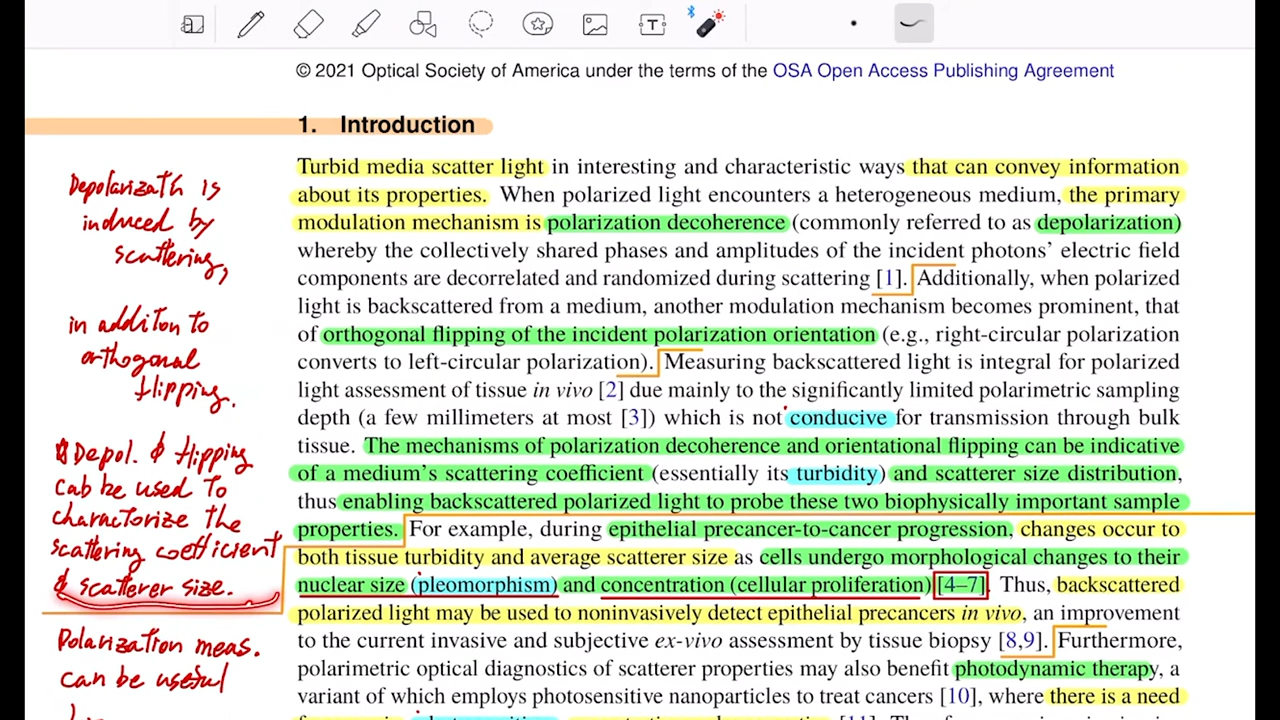 © 2021 Optical Society of America under the terms of the OSA Open Access Publishing Agreement
1. Introduction
Turbid media scatter light in interesting and characteristic ways that can convey information
about its properties. When polarized light encounters a heterogeneous medium, the primary
modulation mechanism is polarization decoherence (commonly referred to as depolarization)
whereby the collectively shared phases and amplitudes of the incident photons’ electric field
components are decorrelated and randomized during scattering [1]. Additionally, when polarized
light is backscattered from a medium, another modulation mechanism becomes prominent, that
of orthogonal flipping of the incident polarization orientation (e.g., right-circular polarization
converts to left-circular polarization). Measuring backscattered light is integral for polarized
light assessment of tissue in vivo [2] due mainly to the significantly limited polarimetric sampling
depth (a few millimeters at most [3]) which is not conducive for transmission through bulk
tissue. The mechanisms of polarization decoherence and orientational flipping can be indicative
of a medium’s scattering coefficient (essentially its turbidity) and scatterer size distribution,
thus enabling backscattered polarized light to probe these two biophysically important sample
properties. For example, during epithelial precancer-to-cancer progression, changes occur to
both tissue turbidity and average scatterer size as cells undergo morphological changes to their
nuclear size (pleomorphism) and concentration (cellular proliferation) [4–7]. Thus, backscattered
polarized light may be used to noninvasively detect epithelial precancers in vivo, an improvement
to the current invasive and subjective ex-vivo assessment by tissue biopsy [8,9]. Furthermore,
polarimetric optical diagnostics of scatterer properties may also benefit photodynamic therapy, a
variant of which employs photosensitive nanoparticles to treat cancers [10], where there is a need
Depolarizath is
induced by
scattering,
in additon to
orthogonal
flipping.
Depol. & flipping
cab be used to
charactorize the
scattering coefficient
& scatterer size.
Polarization meas.
can be useful